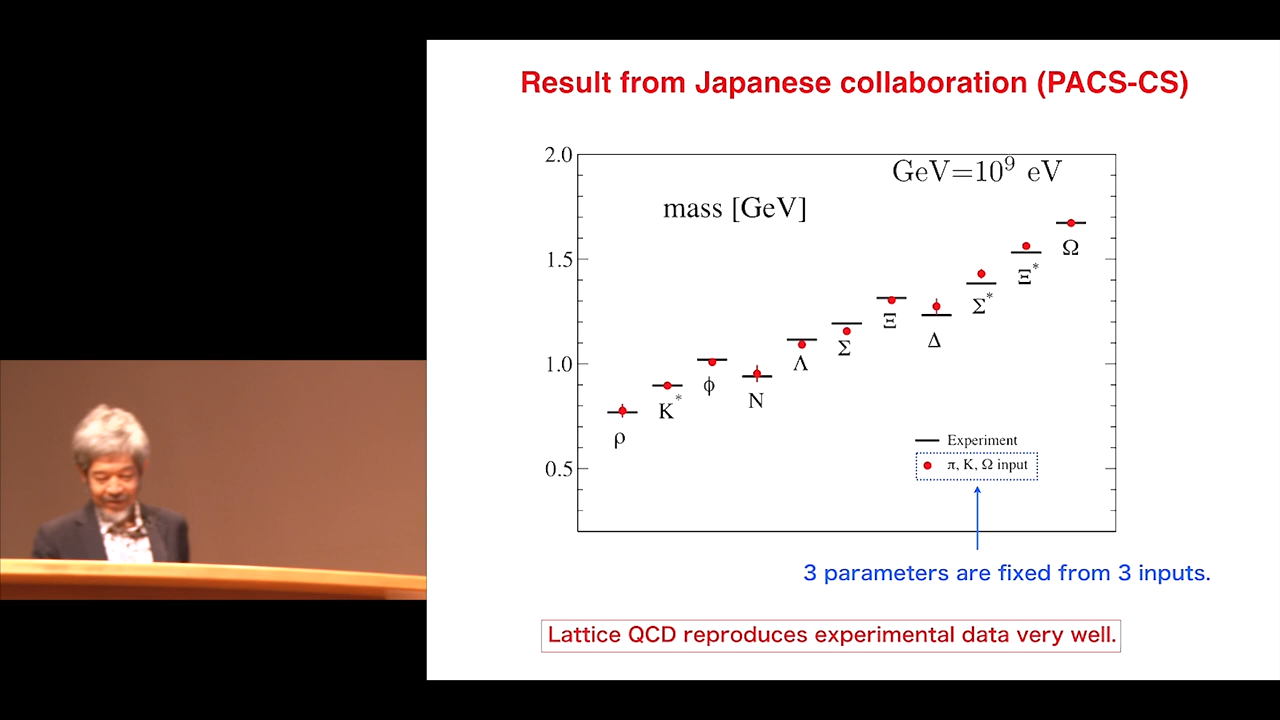 Result from Japanese collaboration (PACS-CS)
2.0
GeV=10⁹ eV
mass [GeV]
1.5
1.0
0.5
ρ
K*
ϕ
N
Λ
Σ
Ξ
Δ
Σ*
Ξ*
Ω
Experiment
π, K, Ω input
3 parameters are fixed from 3 inputs.
Lattice QCD reproduces experimental data very well.